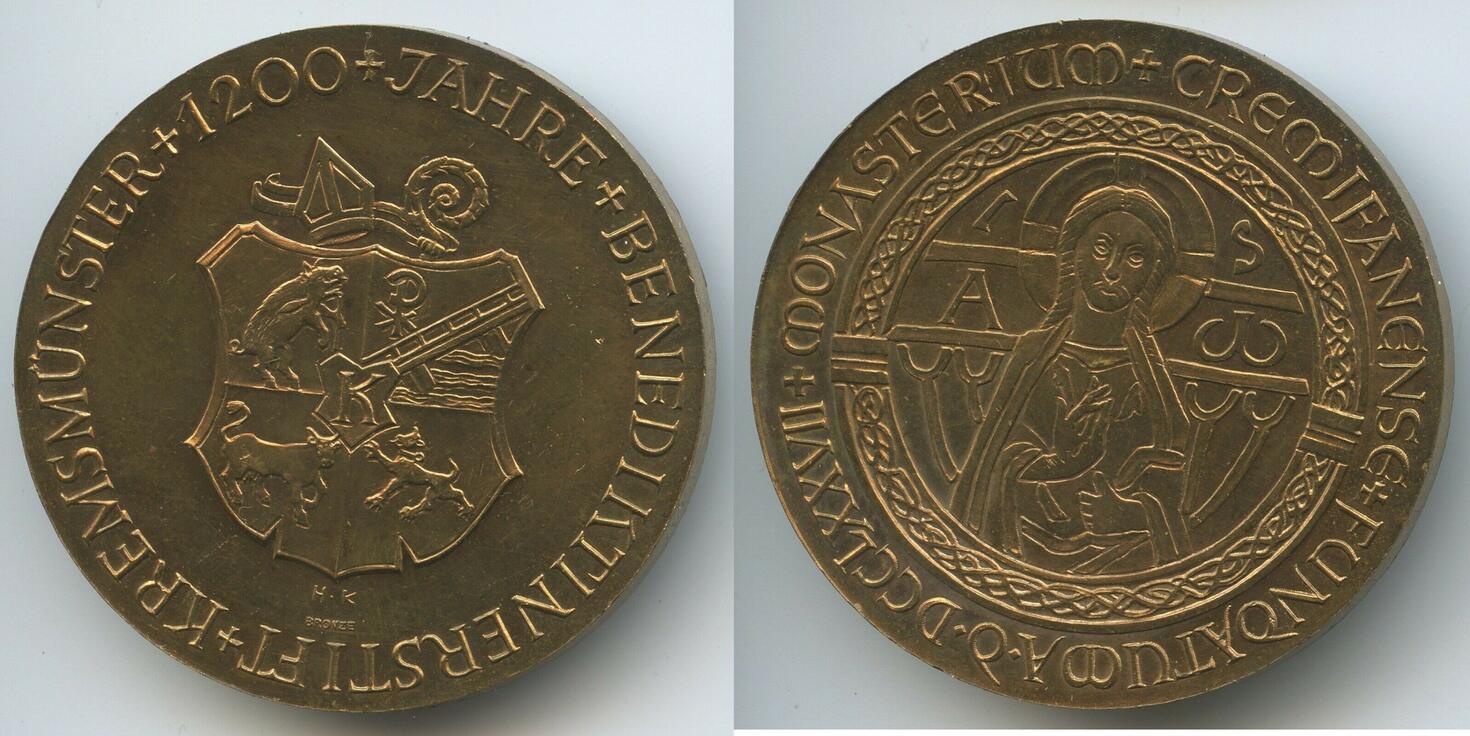 1200 + JAHRE + BENEDIKTINERSTIFT + KREMSMÜNSTER +
K
H·K
BRONZE
MONASTERIUM + CREMIFANENSE + FUNDATUM A·D·DCCLXXVII +
I S
A ω